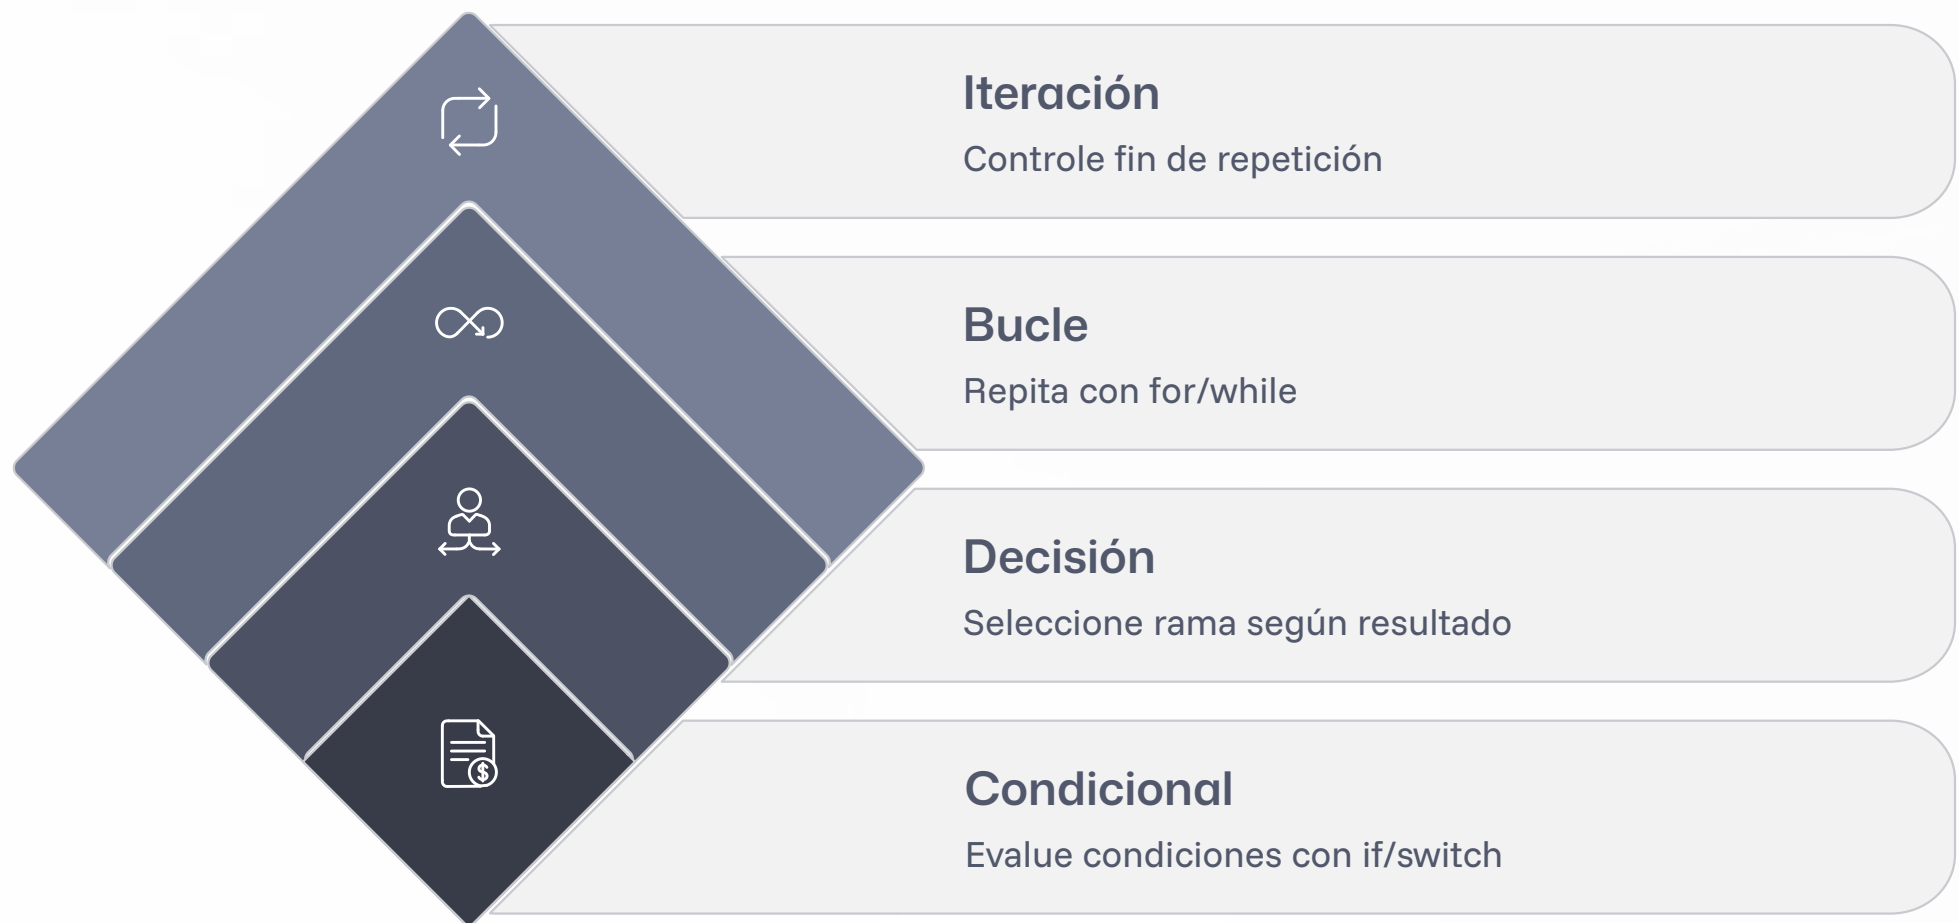 Iteración
Controle fin de repetición
Bucle
Repita con for/while
Decisión
Seleccione rama según resultado
$
Condicional
Evalue condiciones con if/switch